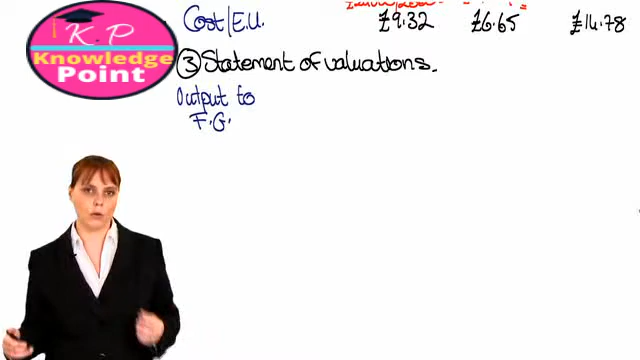 K.P
Knowledge
Point
Cost/E.U. £9.32 £6.65 £14.78
③ Statement of valuations.
Output to
F.G.